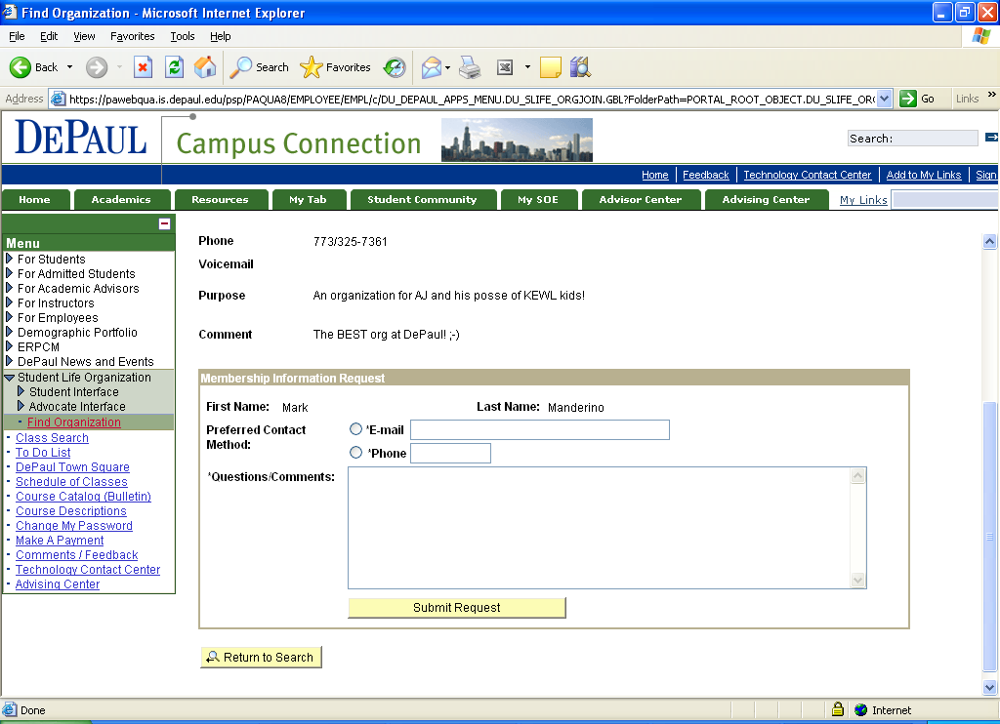 Find Organization - Microsoft Internet Explorer
File Edit View Favorites Tools Help
Back Search Favorites
Address https://pawebqua.is.depaul.edu/psp/PAQUA8/EMPLOYEE/EMPL/c/DU_DEPAUL_APPS_MENU.DU_SLIFE_ORGJOIN.GBL?FolderPath=PORTAL_ROOT_OBJECT.DU_SLIFE_OR Go Links »
DEPAUL Campus Connection
Search:
Home Feedback Technology Contact Center Add to My Links Sign
Home Academics Resources My Tab Student Community My SOE Advisor Center Advising Center My Links
Menu
For Students
For Admitted Students
For Academic Advisors
For Instructors
For Employees
Demographic Portfolio
ERPCM
DePaul News and Events
Student Life Organization
Student Interface
Advocate Interface
Find Organization
Class Search
To Do List
DePaul Town Square
Schedule of Classes
Course Catalog (Bulletin)
Course Descriptions
Change My Password
Make A Payment
Comments / Feedback
Technology Contact Center
Advising Center
Phone 773/325-7361
Voicemail
Purpose An organization for AJ and his posse of KEWL kids!
Comment The BEST org at DePaul! ;-)
Membership Information Request
First Name: Mark Last Name: Manderino
Preferred Contact Method:
*E-mail
*Phone
*Questions/Comments:
Submit Request
Return to Search
Done Internet